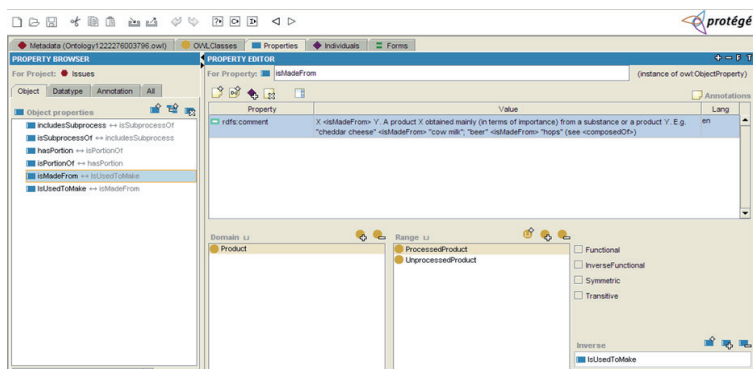 protégé
Metadata (Ontology1222276003796.owl)
OWLClasses
Properties
Individuals
Forms
PROPERTY BROWSER
PROPERTY EDITOR
For Project: Issues
For Property: isMadeFrom
(instance of owl:ObjectProperty)
Object Datatype Annotation All
Annotations
Object properties
Property Value Lang
includesSubprocess ↔ isSubprocessOf
isSubprocessOf ↔ includesSubprocess
hasPortion ↔ isPortionOf
isPortionOf ↔ hasPortion
isMadeFrom ↔ IsUsedToMake
IsUsedToMake ↔ isMadeFrom
rdfs:comment
X <isMadeFrom> Y. A product X obtained mainly (in terms of importance) from a substance or a product Y. E.g.
"cheddar cheese" <isMadeFrom> "cow milk"; "beer" <isMadeFrom> "hops" (see <composedOf>)
en
Domain ⊔
Product
Range ⊔
ProcessedProduct
UnprocessedProduct
Functional
InverseFunctional
Symmetric
Transitive
Inverse
IsUsedToMake